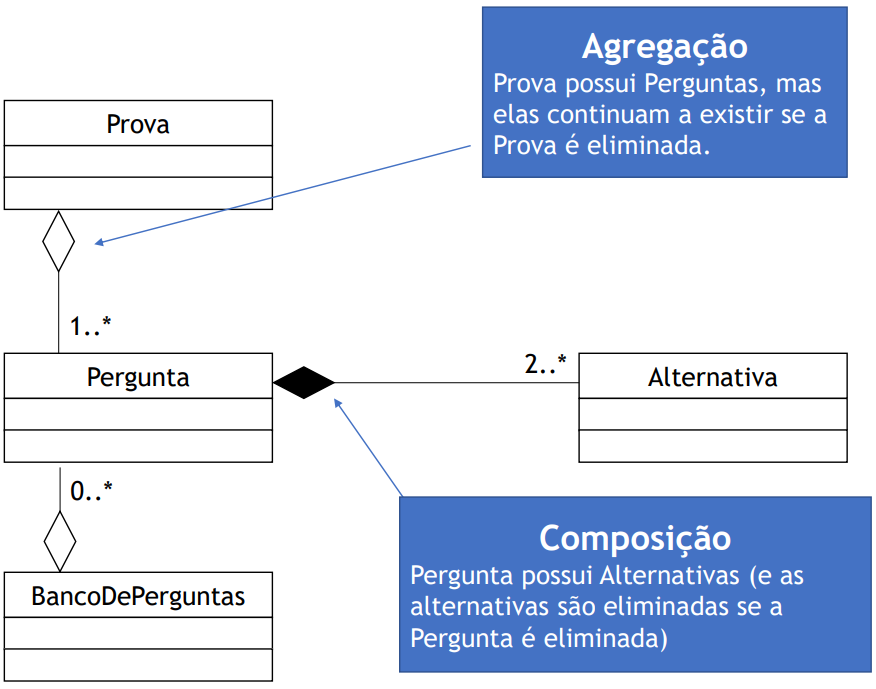 Agregação
Prova possui Perguntas, mas
elas continuam a existir se a
Prova é eliminada.
Prova
1..*
Pergunta
2..*
Alternativa
0..*
BancoDePerguntas
Composição
Pergunta possui Alternativas (e as
alternativas são eliminadas se a
Pergunta é eliminada)